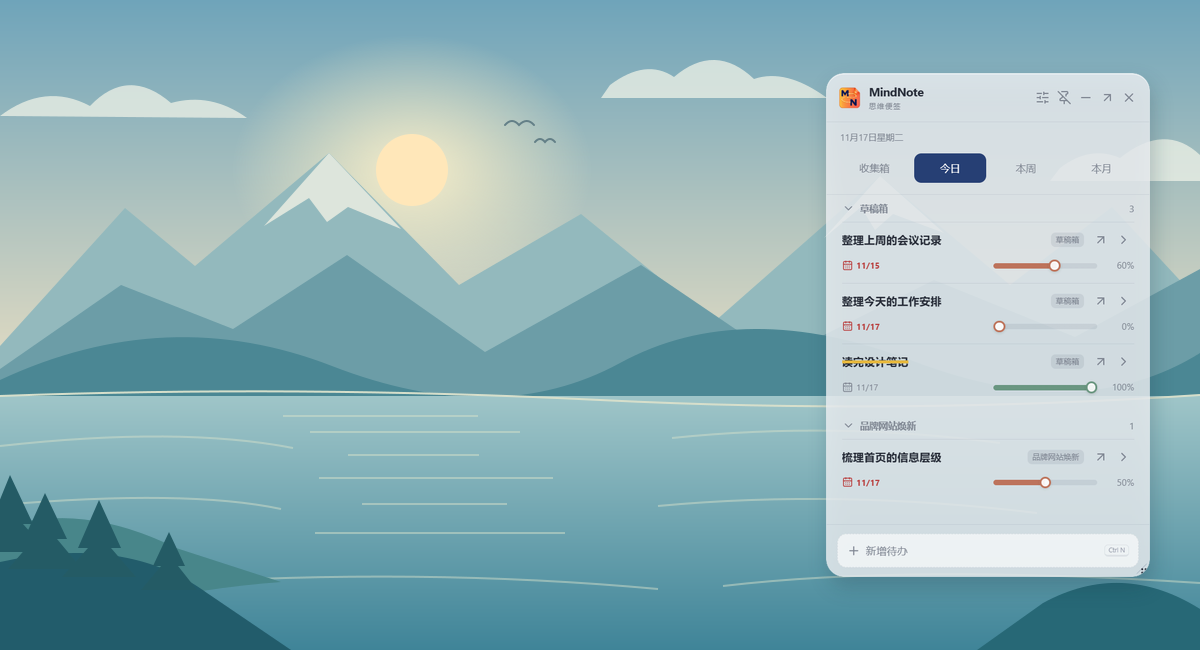 MN
MindNote
思维便签
11月17日星期二
收集箱 今日 本周 本月
草稿箱 3
整理上周的会议记录 草稿箱
11/15 60%
整理今天的工作安排 草稿箱
11/17 0%
读完设计笔记 草稿箱
11/17 100%
品牌网站焕新 1
梳理首页的信息层级 品牌网站焕新
11/17 50%
新增待办 Ctrl N